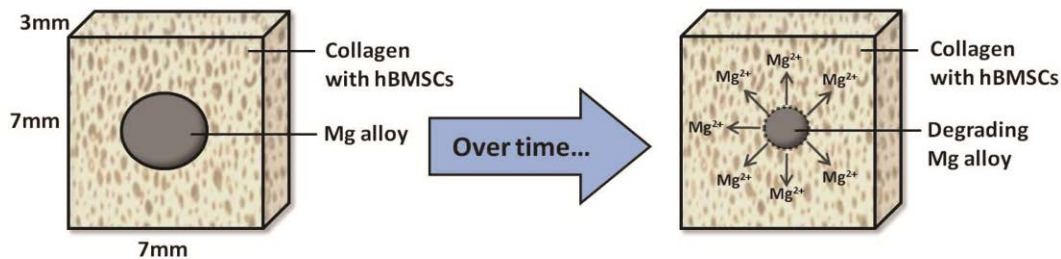 3mm
7mm
7mm
Collagen
with hBMSCs
Mg alloy
Over time...
Mg²⁺
Mg²⁺
Mg²⁺
Mg²⁺
Mg²⁺
Mg²⁺
Mg²⁺
Collagen
with hBMSCs
Degrading
Mg alloy